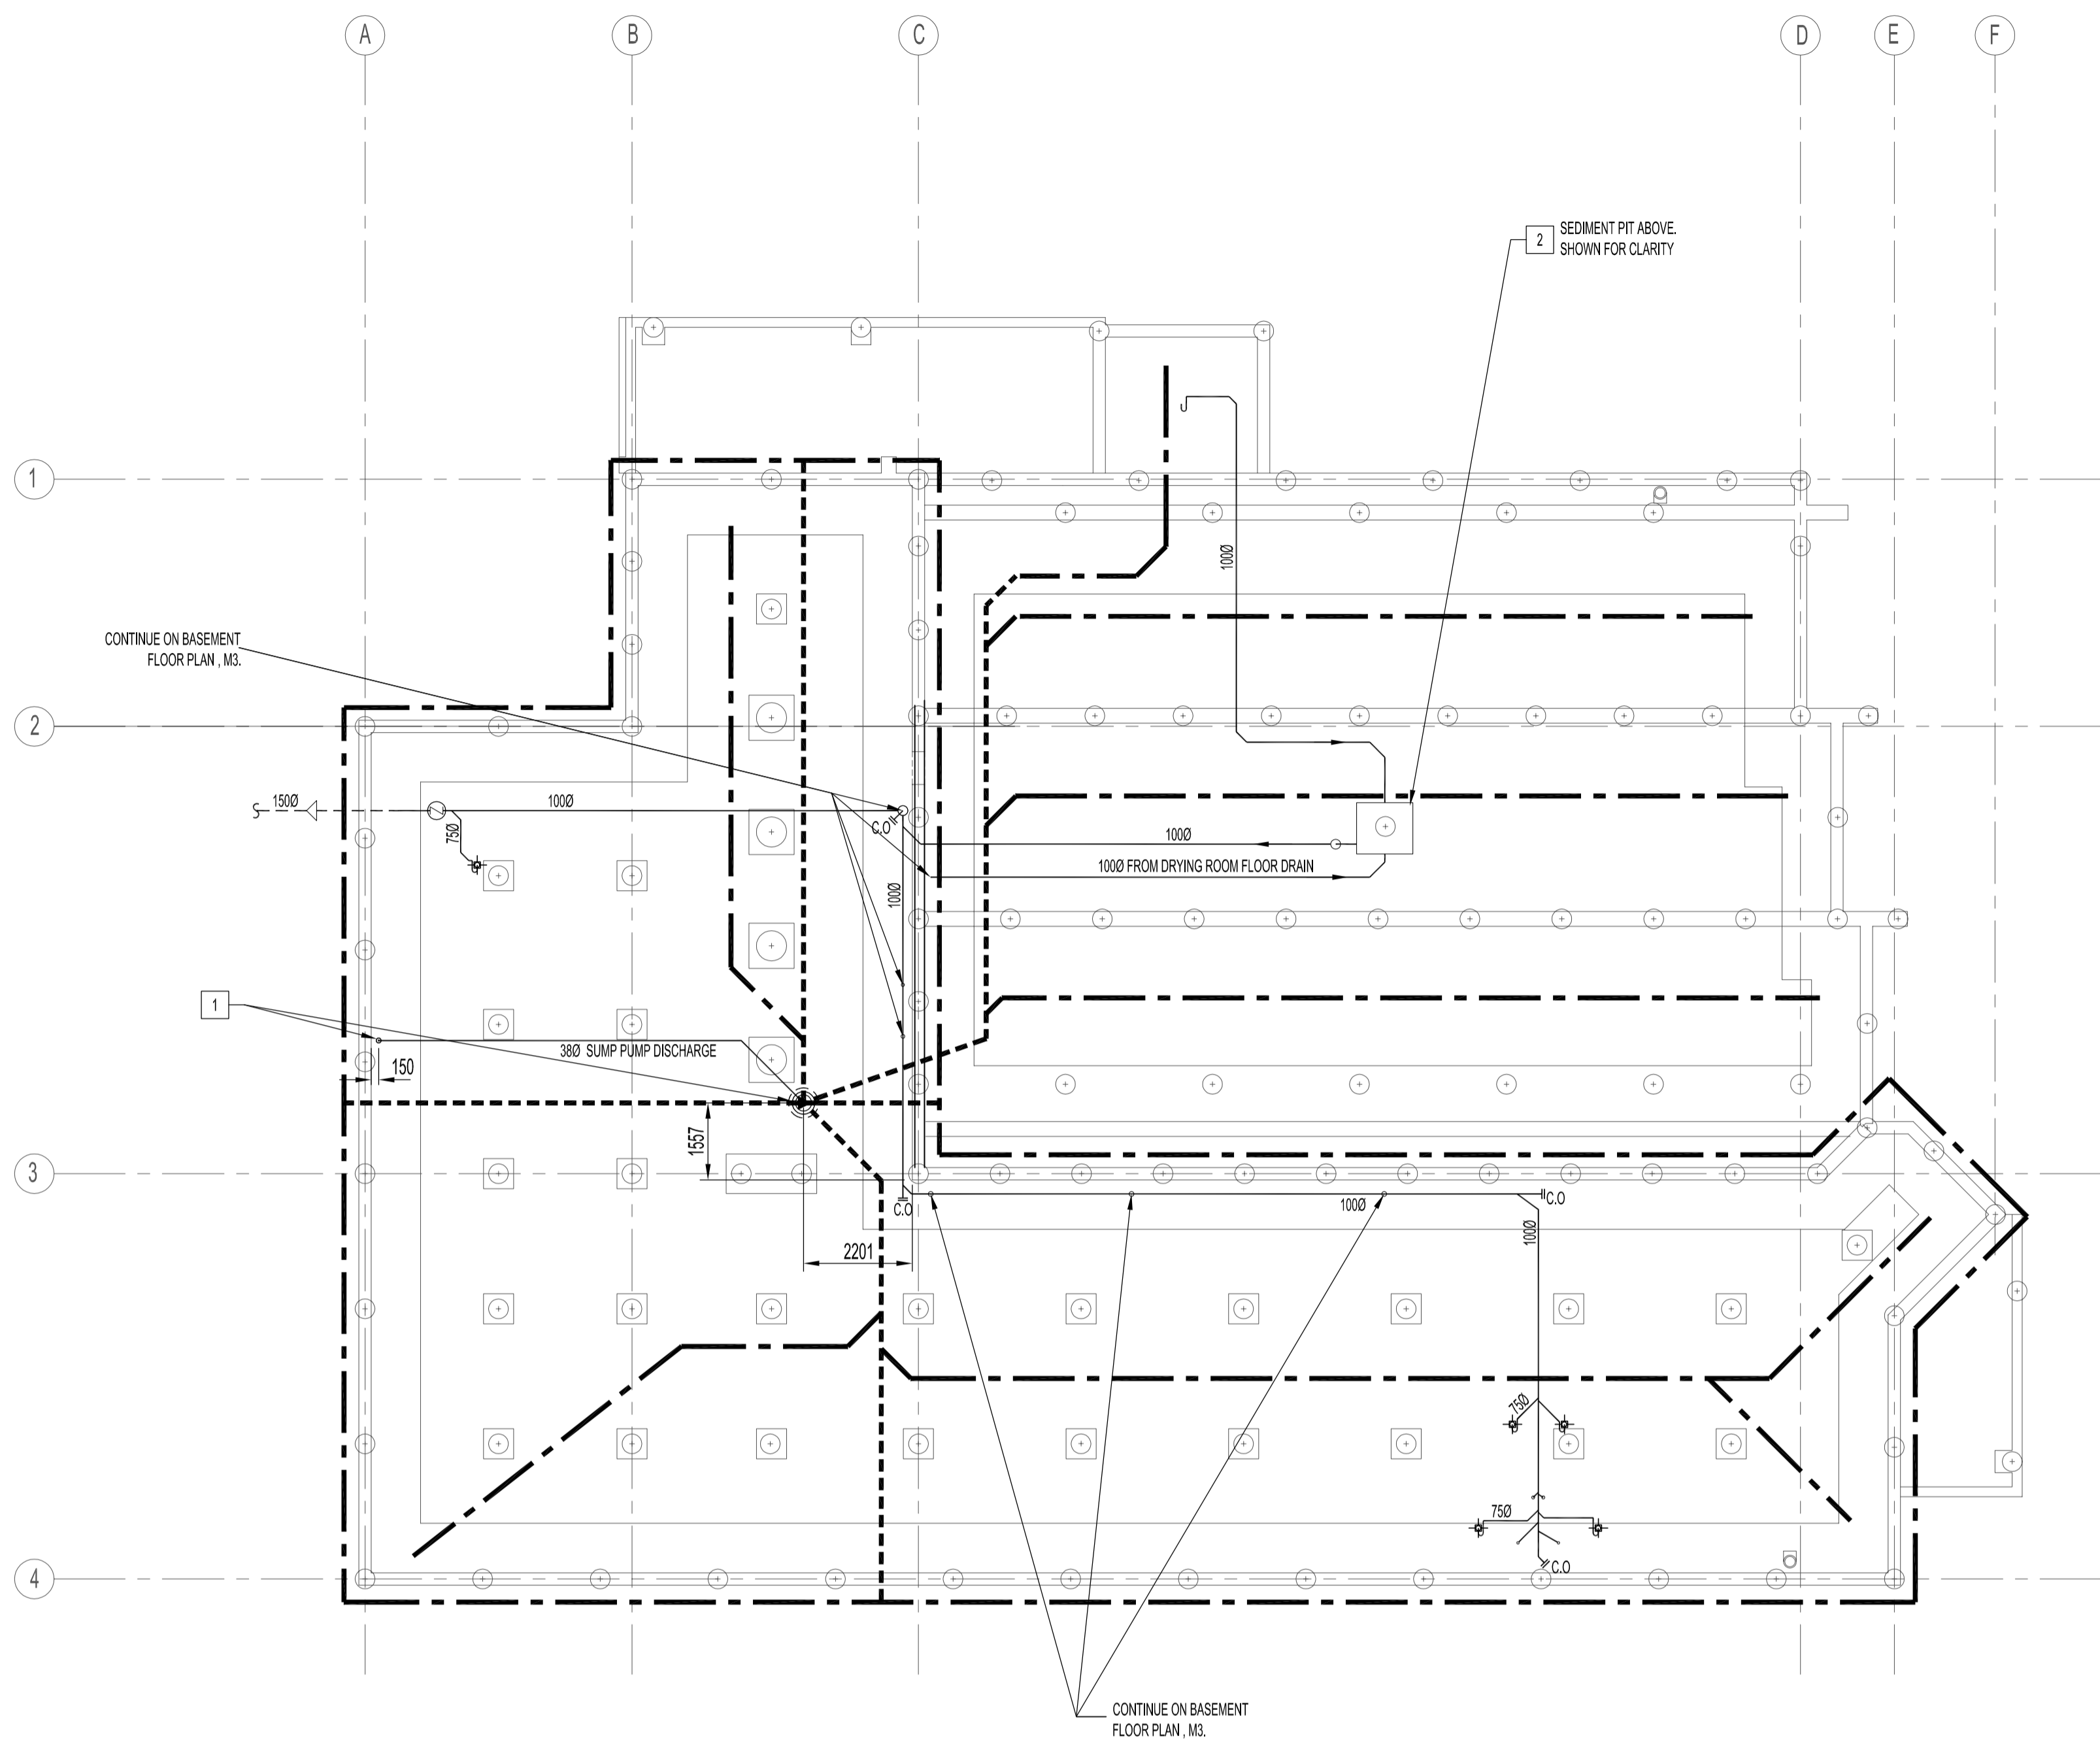 A
B
C
D
E
F
2
SEDIMENT PIT ABOVE.
SHOWN FOR CLARITY
1
100Ø
CONTINUE ON BASEMENT
FLOOR PLAN , M3.
2
150Ø
100Ø
75Ø
C.O
100Ø
100Ø FROM DRYING ROOM FLOOR DRAIN
100Ø
1
38Ø SUMP PUMP DISCHARGE
150
1557
3
C.O
100Ø
C.O
100Ø
2201
75Ø
75Ø
C.O
4
CONTINUE ON BASEMENT
FLOOR PLAN , M3.